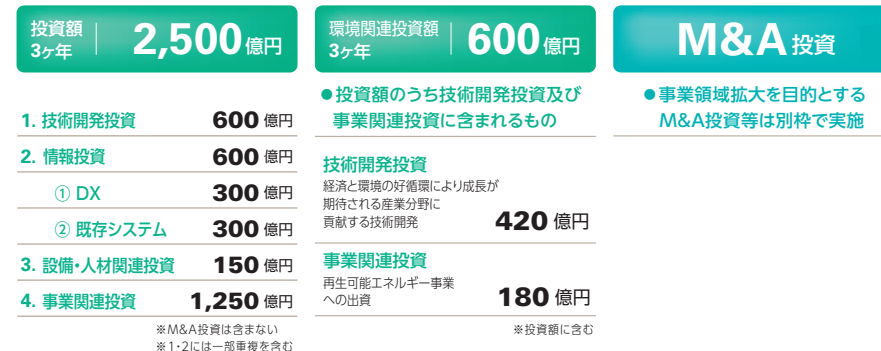 投資額
3ヶ年
2,500億円
1. 技術開発投資 600億円
2. 情報投資 600億円
① DX 300億円
② 既存システム 300億円
3. 設備・人材関連投資 150億円
4. 事業関連投資 1,250億円
※M&A投資は含まない
※1・2には一部重複を含む
環境関連投資額
3ヶ年
600億円
●投資額のうち技術開発投資及び
事業関連投資に含まれるもの
技術開発投資
経済と環境の好循環により成長が
期待される産業分野に
貢献する技術開発 420億円
事業関連投資
再生可能エネルギー事業
への出資 180億円
※投資額に含む
M&A投資
●事業領域拡大を目的とする
M&A投資等は別枠で実施